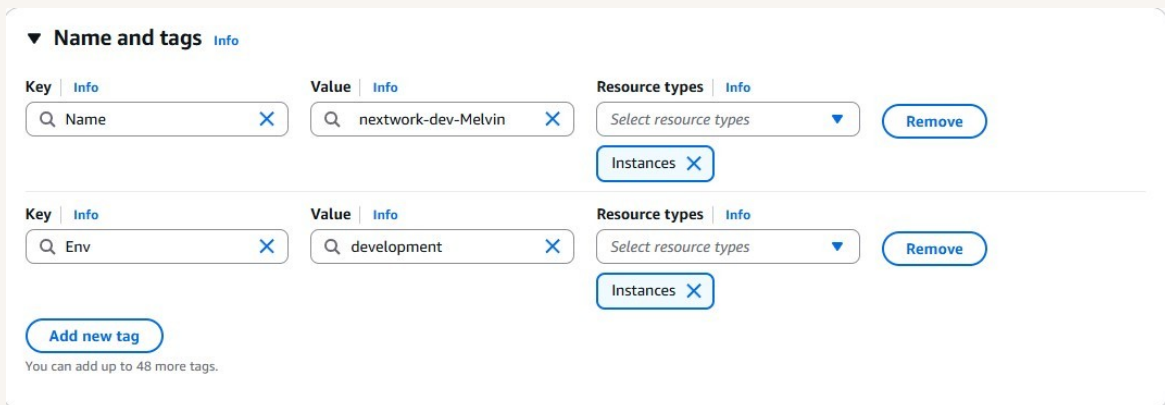 Name and tags Info
Key Info Value Info Resource types Info
Name nextwork-dev-Melvin Select resource types Remove
Instances
Key Info Value Info Resource types Info
Env development Select resource types Remove
Instances
Add new tag
You can add up to 48 more tags.